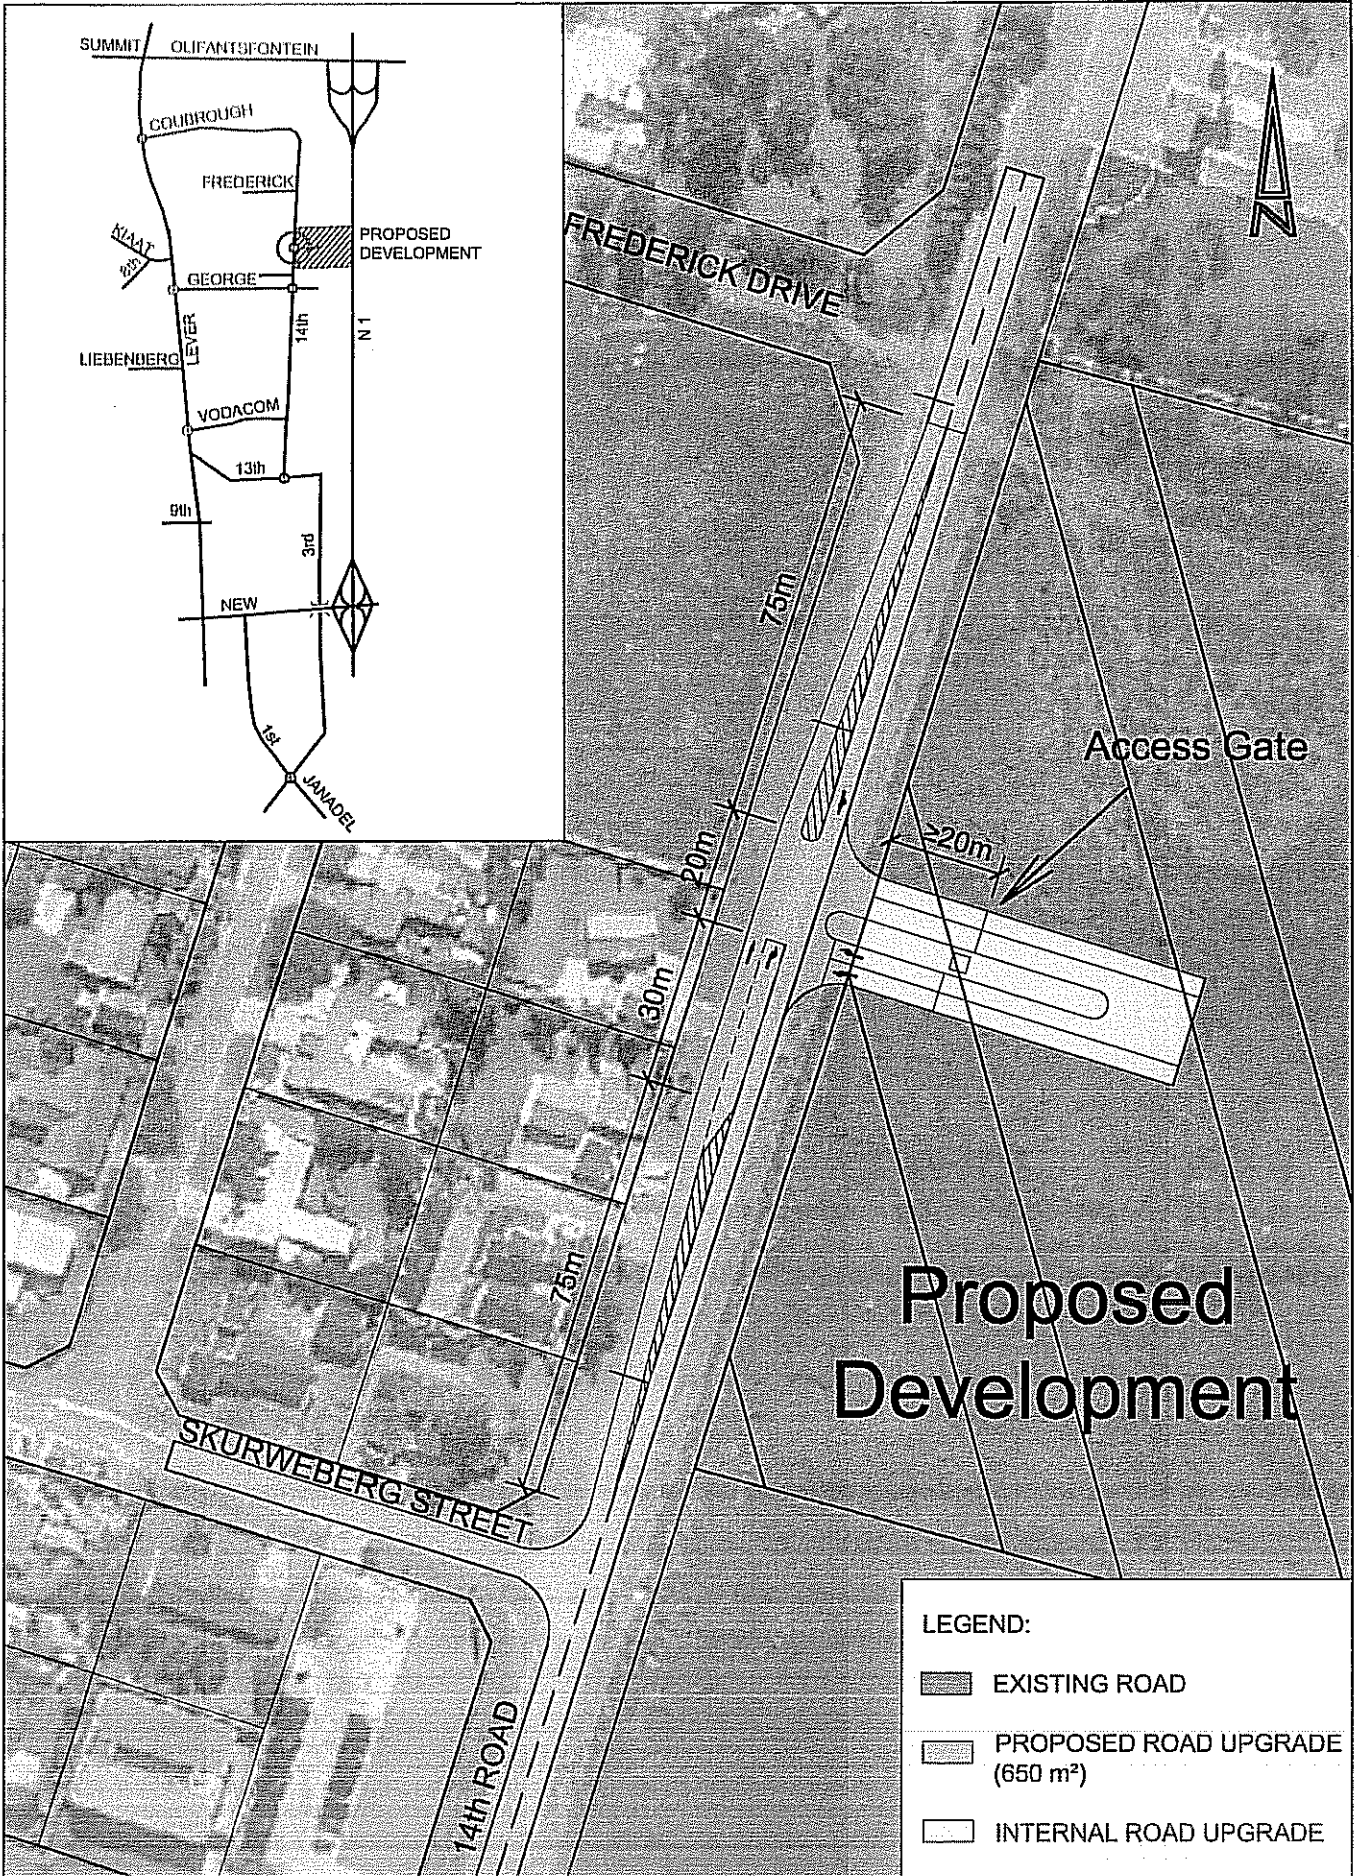 SUMMIT
OLIFANTSFONTEIN
COUBROUGH
FREDERICK
KIAAT
8th
PROPOSED
DEVELOPMENT
GEORGE
LEVER
14th
N 1
LIEBENBERG
VODACOM
13th
9th
3rd
NEW
1st
JANADEL
N
FREDERICK DRIVE
75m
Access Gate
≥20m
20m
30m
75m
Proposed
Development
SKURWEBERG STREET
14th ROAD
LEGEND:
EXISTING ROAD
PROPOSED ROAD UPGRADE
(650 m²)
INTERNAL ROAD UPGRADE